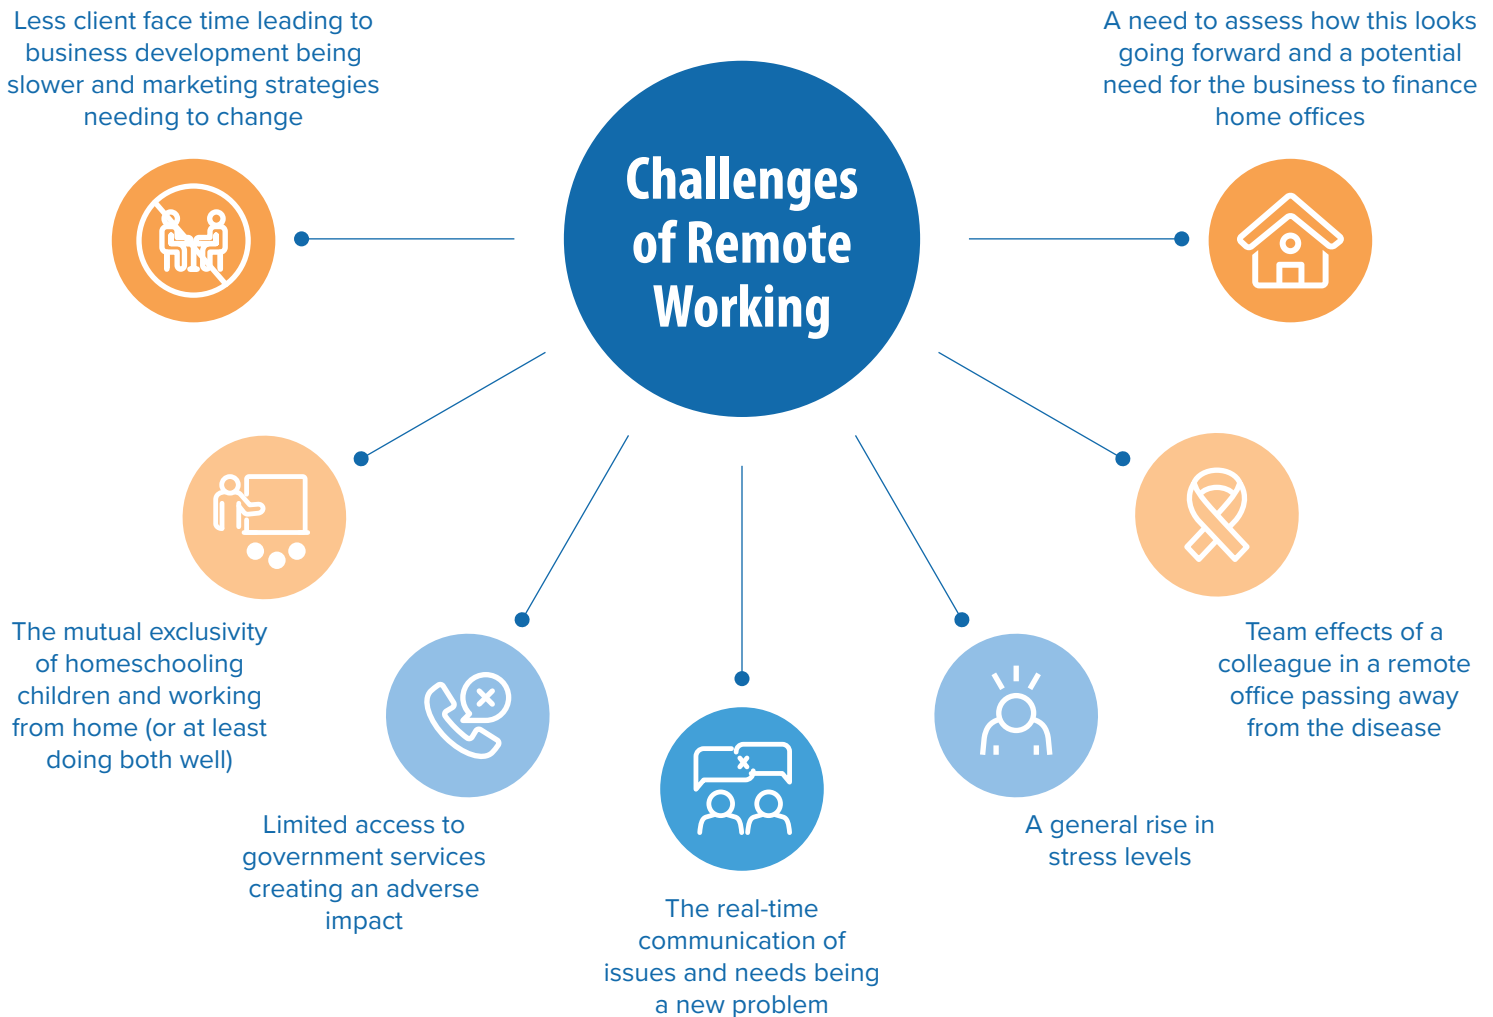 Less client face time leading to
business development being
slower and marketing strategies
needing to change
A need to assess how this looks
going forward and a potential
need for the business to finance
home offices
Challenges
of Remote
Working
The mutual exclusivity
of homeschooling
children and working
from home (or at least
doing both well)
Team effects of a
colleague in a remote
office passing away
from the disease
Limited access to
government services
creating an adverse
impact
A general rise in
stress levels
The real-time
communication of
issues and needs being
a new problem